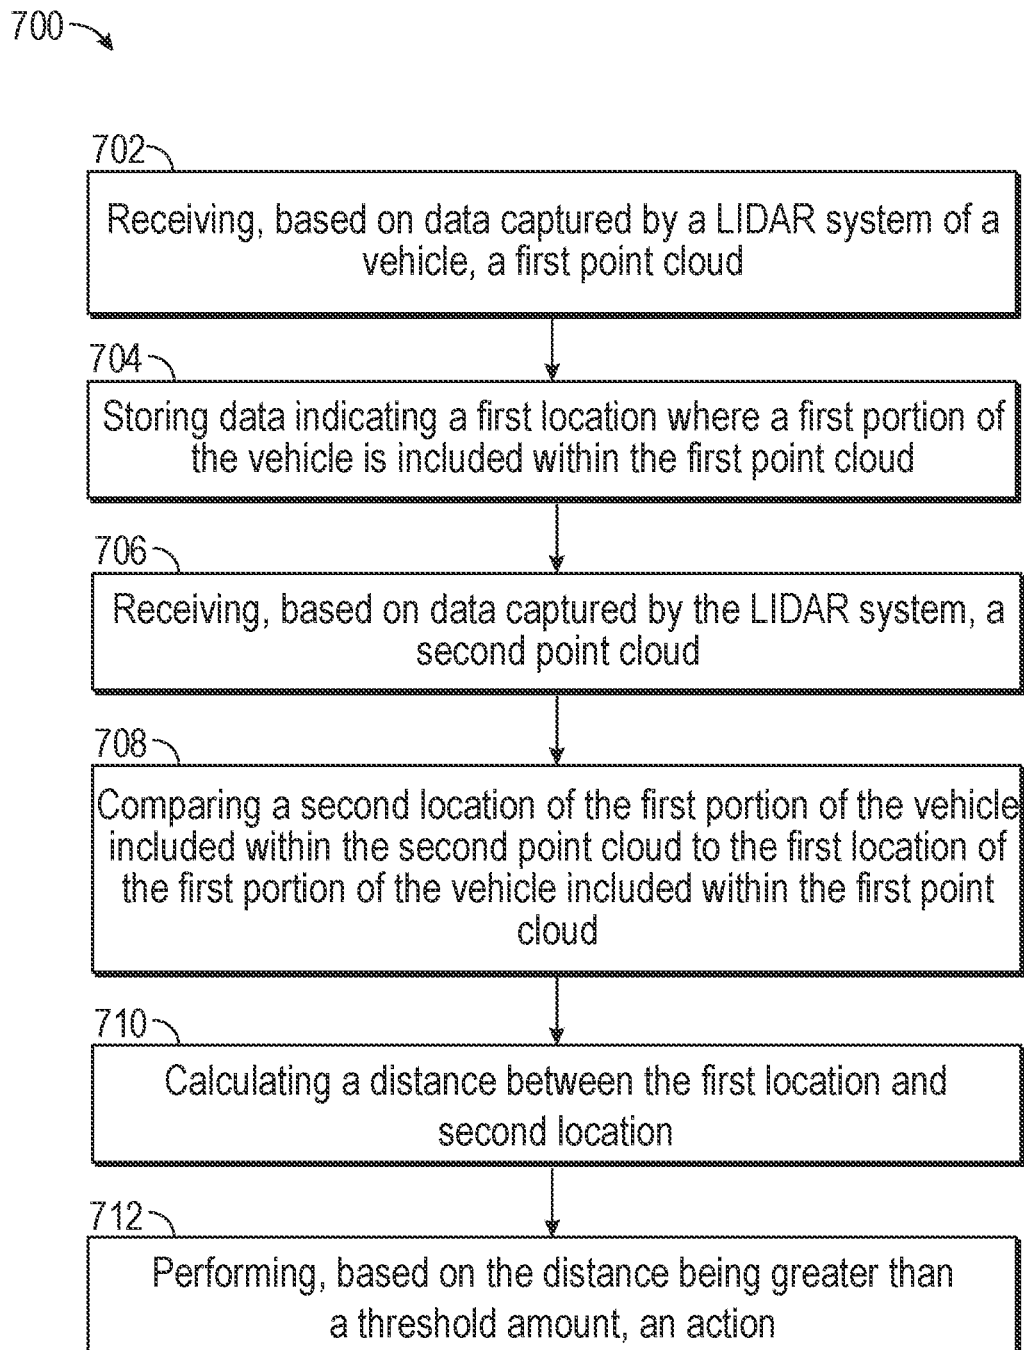 700
702
Receiving, based on data captured by a LIDAR system of a
vehicle, a first point cloud
704
Storing data indicating a first location where a first portion of
the vehicle is included within the first point cloud
706
Receiving, based on data captured by the LIDAR system, a
second point cloud
708
Comparing a second location of the first portion of the vehicle
included within the second point cloud to the first location of
the first portion of the vehicle included within the first point
cloud
710
Calculating a distance between the first location and
second location
712
Performing, based on the distance being greater than
a threshold amount, an action